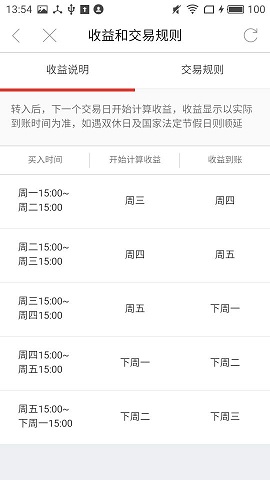 13:54 100
收益和交易规则
收益说明 交易规则
转入后，下一个交易日开始计算收益，收益显示以实际
到账时间为准，如遇双休日及国家法定节假日则顺延
买入时间 开始计算收益 收益到账
周一15:00~
周二15:00 周三 周四
周二15:00~
周三15:00 周四 周五
周三15:00~
周四15:00 周五 下周一
周四15:00~
周五15:00 下周一 下周二
周五15:00~
下周一15:00 下周二 下周三